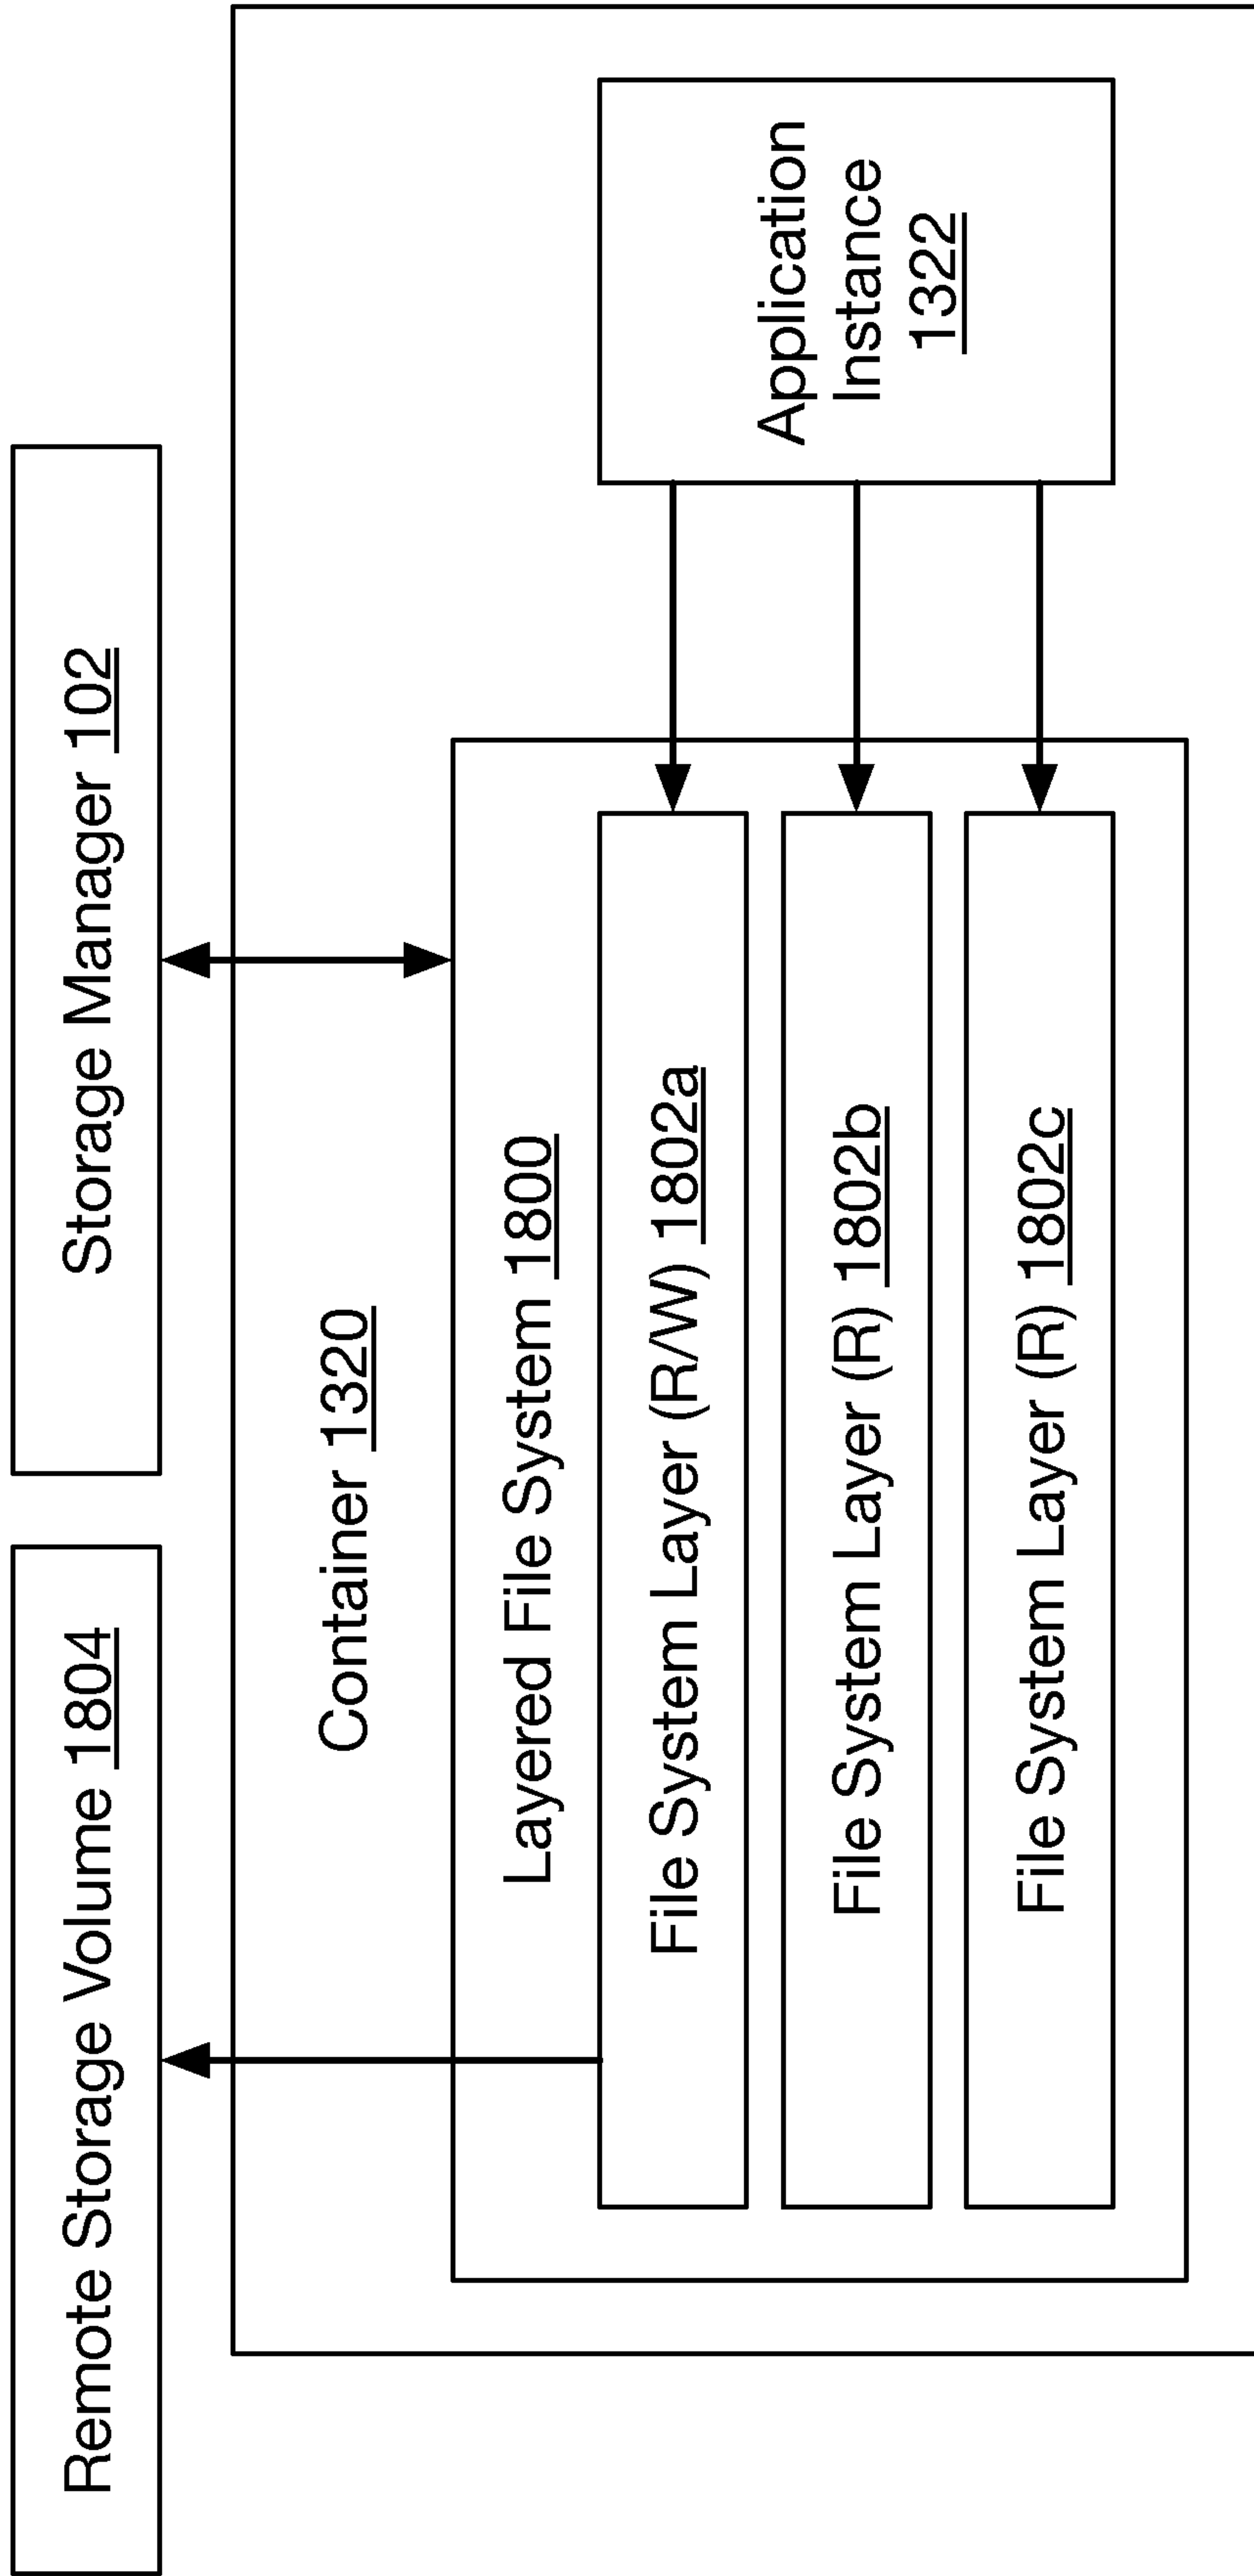 Remote Storage Volume 1804
Storage Manager 102
Container 1320
Layered File System 1800
File System Layer (R/W) 1802a
File System Layer (R) 1802b
File System Layer (R) 1802c
Application
Instance
1322